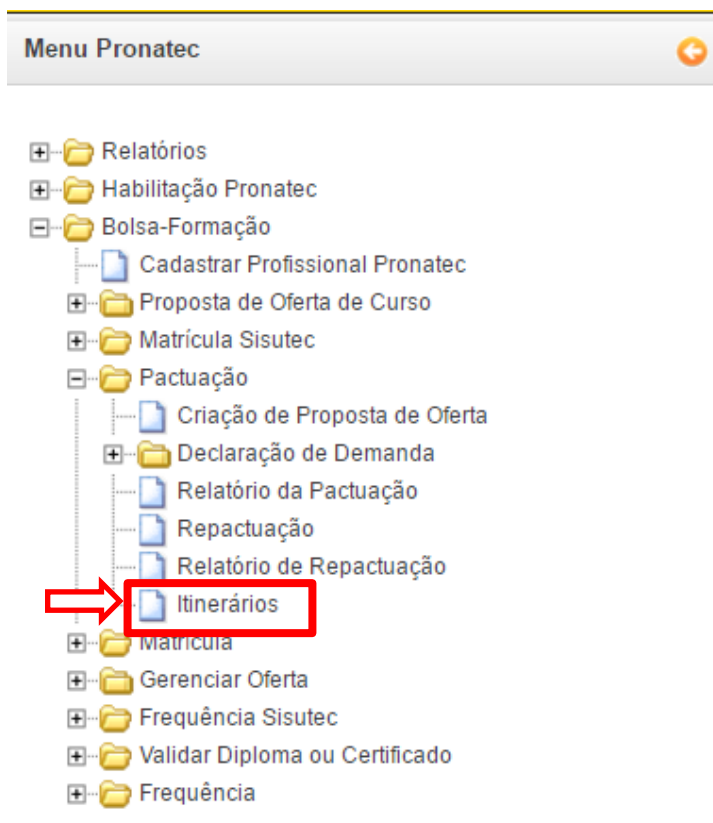 Menu Pronatec
Relatórios
Habilitação Pronatec
Bolsa-Formação
Cadastrar Profissional Pronatec
Proposta de Oferta de Curso
Matrícula Sisutec
Pactuação
Criação de Proposta de Oferta
Declaração de Demanda
Relatório da Pactuação
Repactuação
Relatório de Repactuação
Itinerários
Matrícula
Gerenciar Oferta
Frequência Sisutec
Validar Diploma ou Certificado
Frequência